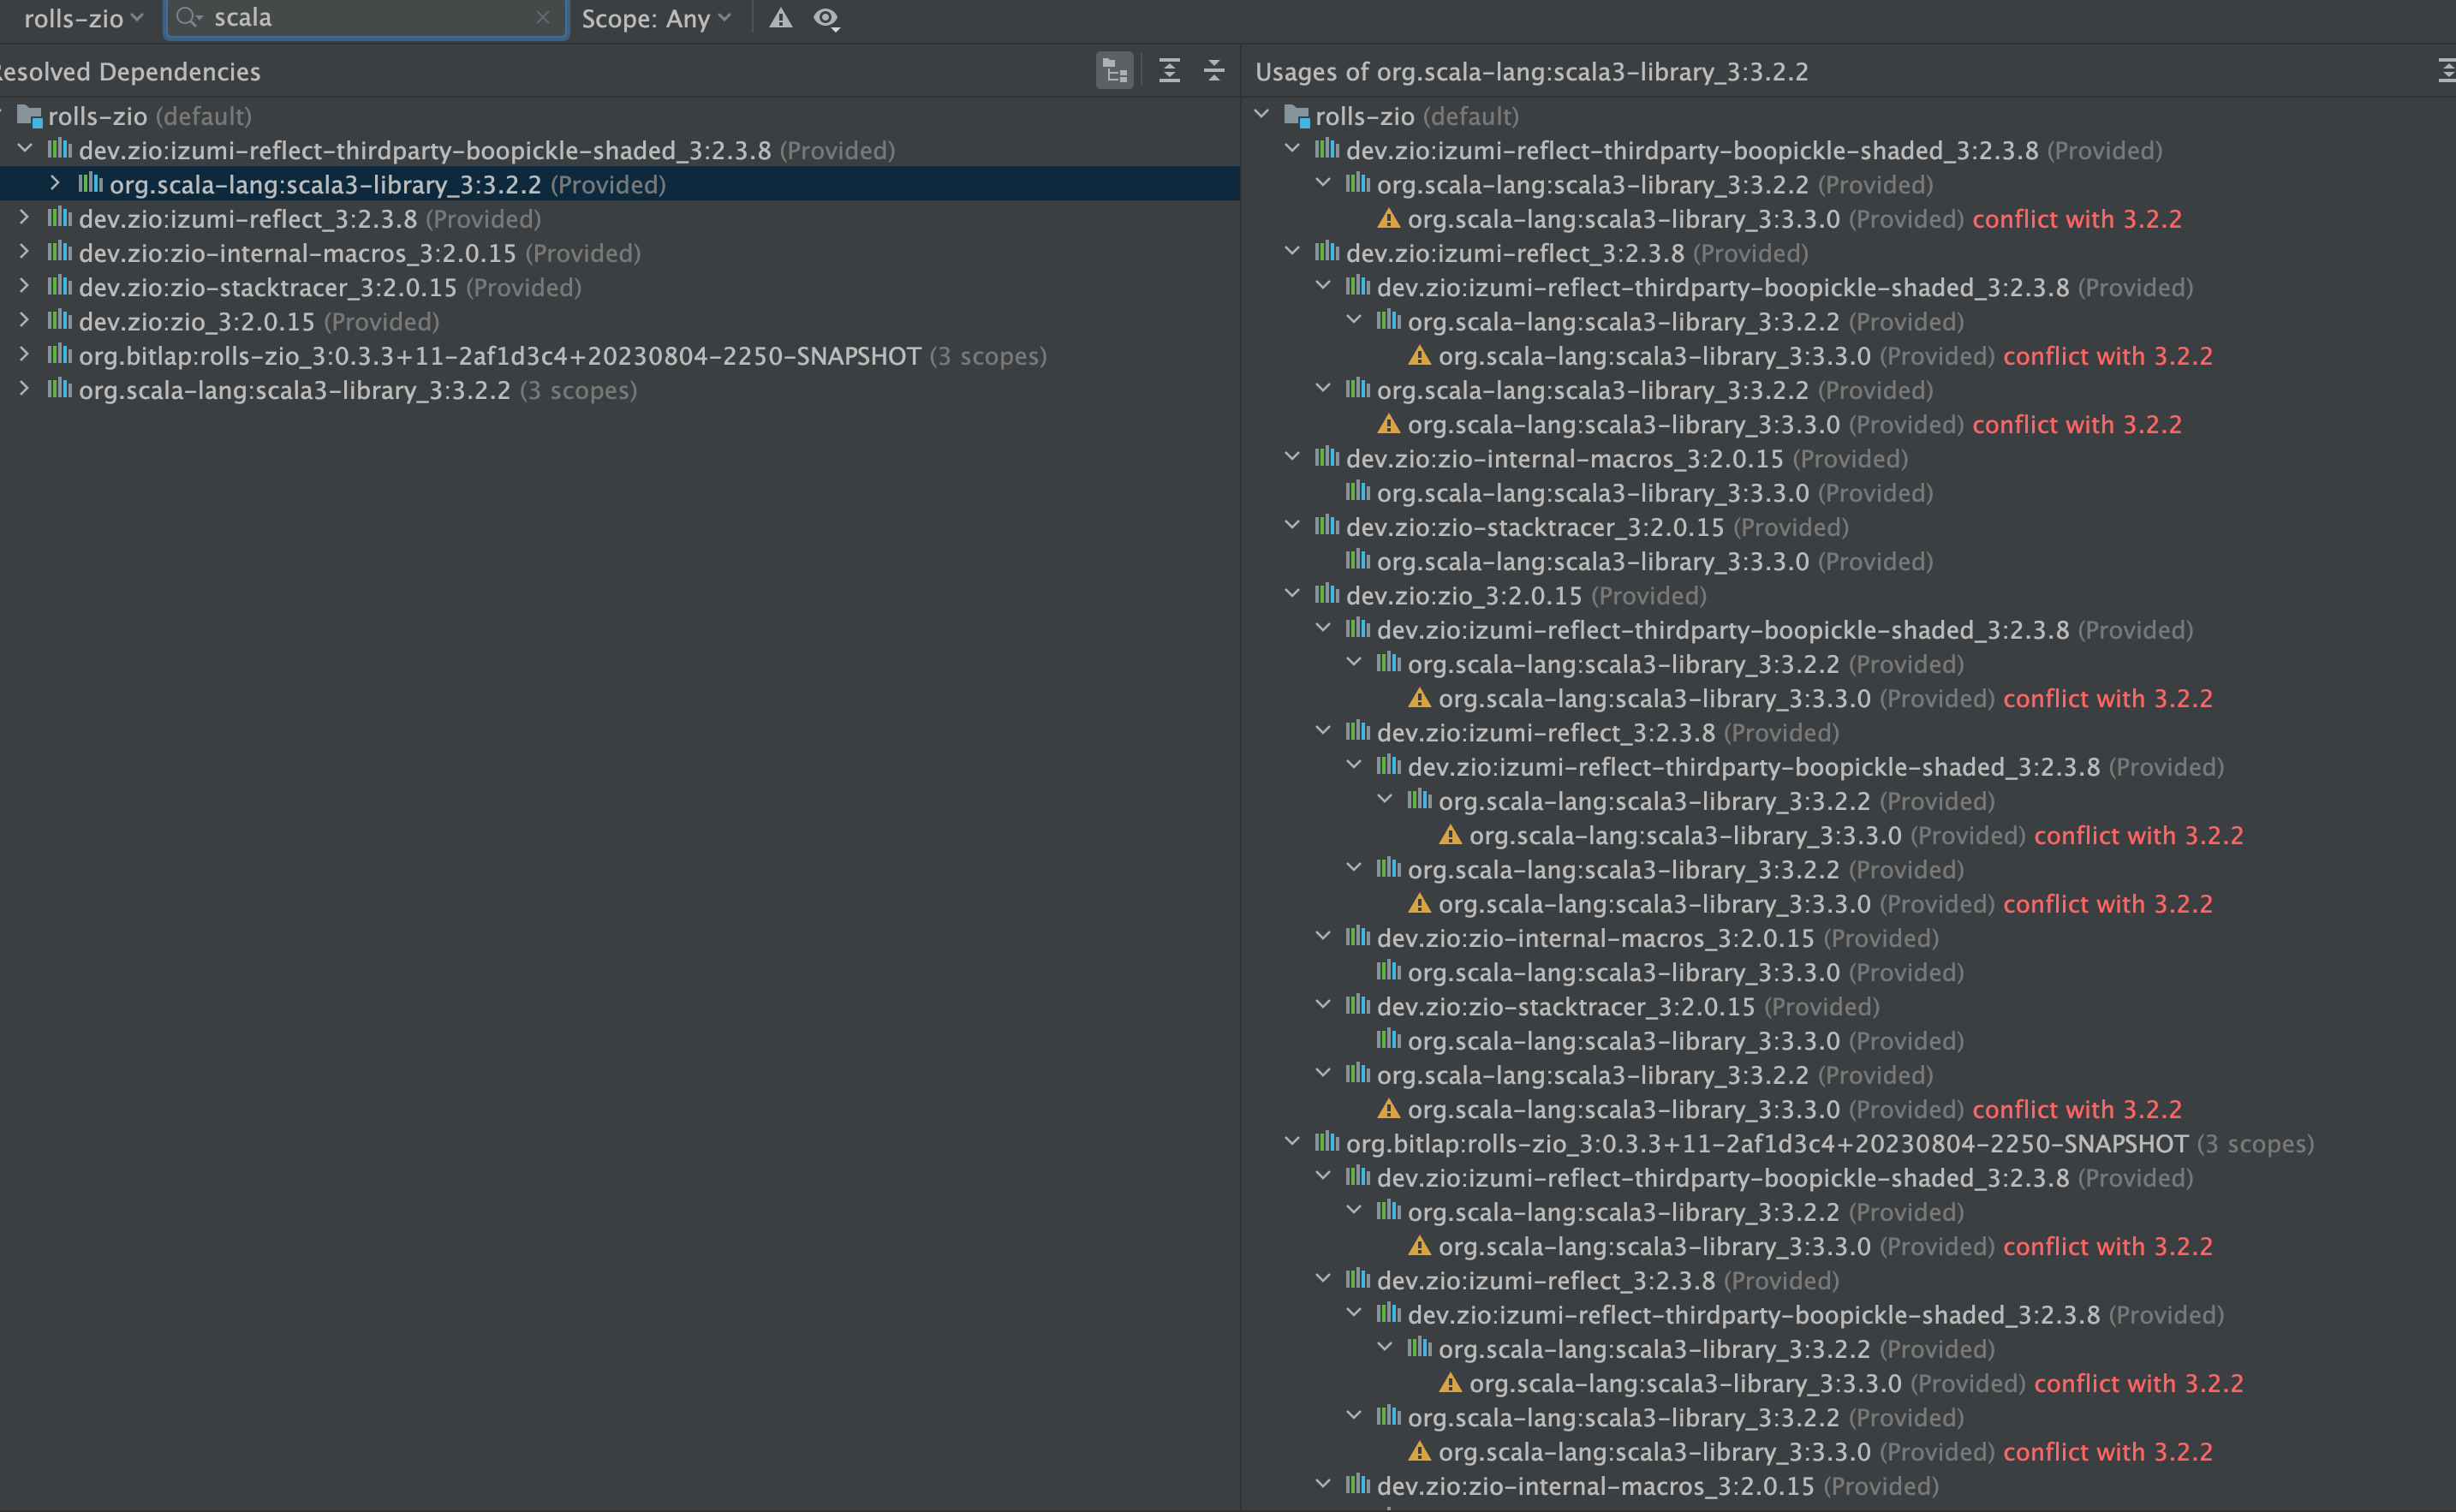 rolls-zio
scala
Scope: Any
esolved Dependencies
rolls-zio (default)
dev.zio:izumi-reflect-thirdparty-boopickle-shaded_3:2.3.8 (Provided)
org.scala-lang:scala3-library_3:3.2.2 (Provided)
dev.zio:izumi-reflect_3:2.3.8 (Provided)
dev.zio:zio-internal-macros_3:2.0.15 (Provided)
dev.zio:zio-stacktracer_3:2.0.15 (Provided)
dev.zio:zio_3:2.0.15 (Provided)
org.bitlap:rolls-zio_3:0.3.3+11-2af1d3c4+20230804-2250-SNAPSHOT (3 scopes)
org.scala-lang:scala3-library_3:3.2.2 (3 scopes)
Usages of org.scala-lang:scala3-library_3:3.2.2
rolls-zio (default)
dev.zio:izumi-reflect-thirdparty-boopickle-shaded_3:2.3.8 (Provided)
org.scala-lang:scala3-library_3:3.2.2 (Provided)
org.scala-lang:scala3-library_3:3.3.0 (Provided) conflict with 3.2.2
dev.zio:izumi-reflect_3:2.3.8 (Provided)
dev.zio:izumi-reflect-thirdparty-boopickle-shaded_3:2.3.8 (Provided)
org.scala-lang:scala3-library_3:3.2.2 (Provided)
org.scala-lang:scala3-library_3:3.3.0 (Provided) conflict with 3.2.2
org.scala-lang:scala3-library_3:3.2.2 (Provided)
org.scala-lang:scala3-library_3:3.3.0 (Provided) conflict with 3.2.2
dev.zio:zio-internal-macros_3:2.0.15 (Provided)
org.scala-lang:scala3-library_3:3.3.0 (Provided)
dev.zio:zio-stacktracer_3:2.0.15 (Provided)
org.scala-lang:scala3-library_3:3.3.0 (Provided)
dev.zio:zio_3:2.0.15 (Provided)
dev.zio:izumi-reflect-thirdparty-boopickle-shaded_3:2.3.8 (Provided)
org.scala-lang:scala3-library_3:3.2.2 (Provided)
org.scala-lang:scala3-library_3:3.3.0 (Provided) conflict with 3.2.2
dev.zio:izumi-reflect_3:2.3.8 (Provided)
dev.zio:izumi-reflect-thirdparty-boopickle-shaded_3:2.3.8 (Provided)
org.scala-lang:scala3-library_3:3.2.2 (Provided)
org.scala-lang:scala3-library_3:3.3.0 (Provided) conflict with 3.2.2
org.scala-lang:scala3-library_3:3.2.2 (Provided)
org.scala-lang:scala3-library_3:3.3.0 (Provided) conflict with 3.2.2
dev.zio:zio-internal-macros_3:2.0.15 (Provided)
org.scala-lang:scala3-library_3:3.3.0 (Provided)
dev.zio:zio-stacktracer_3:2.0.15 (Provided)
org.scala-lang:scala3-library_3:3.3.0 (Provided)
org.scala-lang:scala3-library_3:3.2.2 (Provided)
org.scala-lang:scala3-library_3:3.3.0 (Provided) conflict with 3.2.2
org.bitlap:rolls-zio_3:0.3.3+11-2af1d3c4+20230804-2250-SNAPSHOT (3 scopes)
dev.zio:izumi-reflect-thirdparty-boopickle-shaded_3:2.3.8 (Provided)
org.scala-lang:scala3-library_3:3.2.2 (Provided)
org.scala-lang:scala3-library_3:3.3.0 (Provided) conflict with 3.2.2
dev.zio:izumi-reflect_3:2.3.8 (Provided)
dev.zio:izumi-reflect-thirdparty-boopickle-shaded_3:2.3.8 (Provided)
org.scala-lang:scala3-library_3:3.2.2 (Provided)
org.scala-lang:scala3-library_3:3.3.0 (Provided) conflict with 3.2.2
org.scala-lang:scala3-library_3:3.2.2 (Provided)
org.scala-lang:scala3-library_3:3.3.0 (Provided) conflict with 3.2.2
dev.zio:zio-internal-macros_3:2.0.15 (Provided)